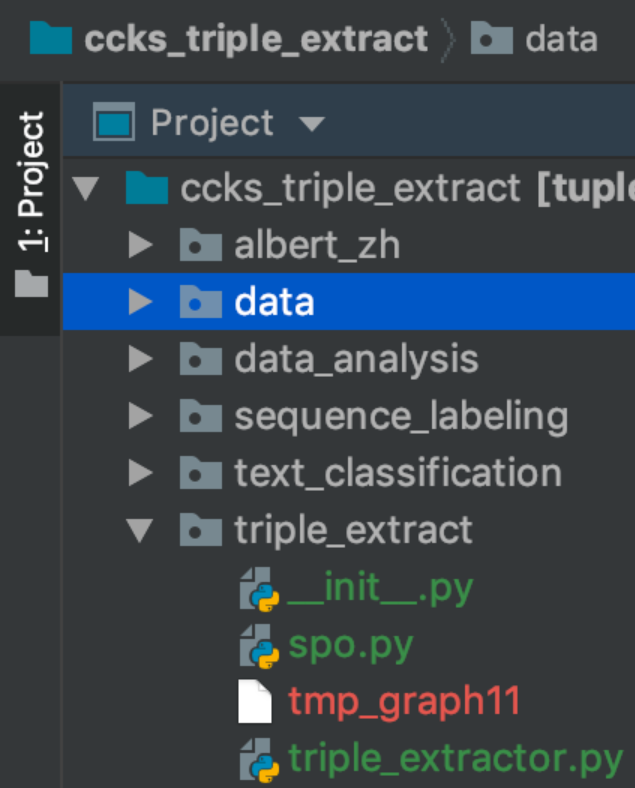 ccks_triple_extract data
1: Project
Project
ccks_triple_extract [tuple
albert_zh
data
data_analysis
sequence_labeling
text_classification
triple_extract
__init__.py
spo.py
tmp_graph11
triple_extractor.py